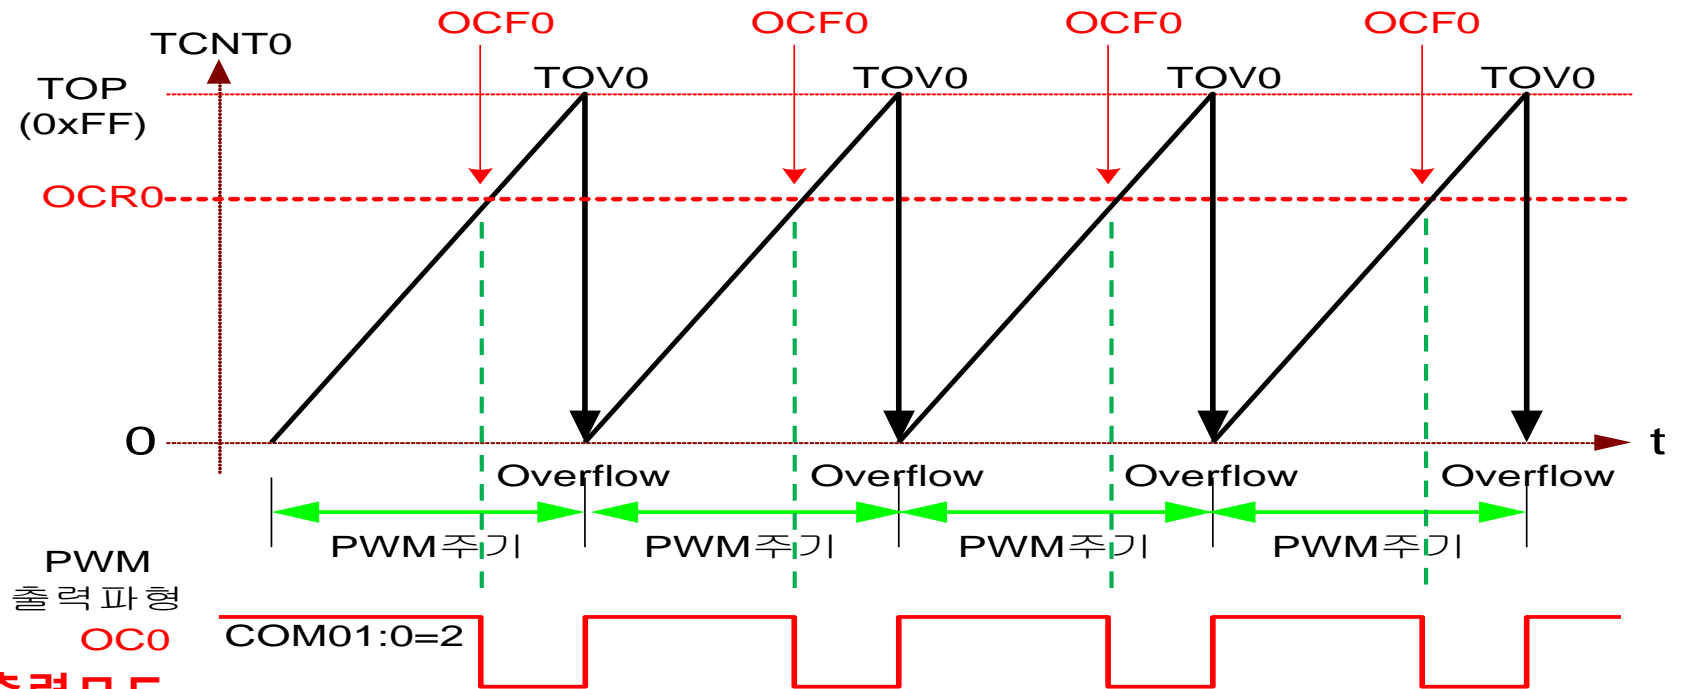 OCF0 OCF0 OCF0 OCF0
TCNT0
TOV0 TOV0 TOV0 TOV0
TOP
(0xFF)
OCR0
0
t
Overflow Overflow Overflow Overflow
PWM주기 PWM주기 PWM주기 PWM주기
PWM
출력파형
OC0
COM01:0=2